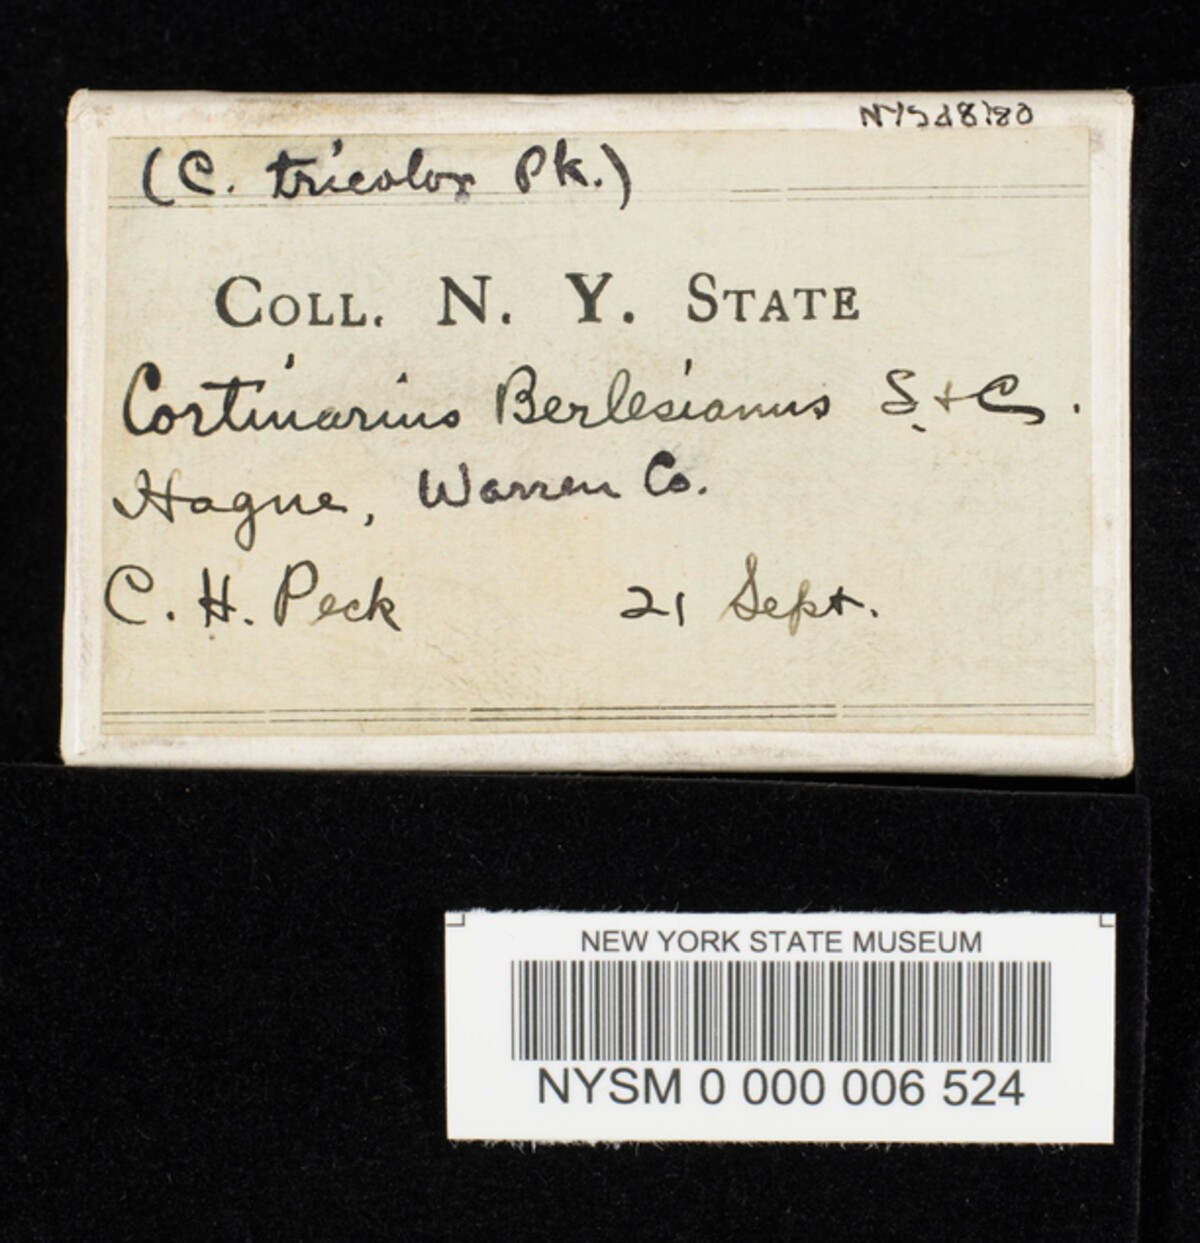 NYSd8780
(C. tricolor Pk.)
COLL. N. Y. STATE
Cortinarius Berlesianus S. + C.
Hague, Warren Co.
C. H. Peck 21 Sept.
NEW YORK STATE MUSEUM
NYSM 0 000 006 524